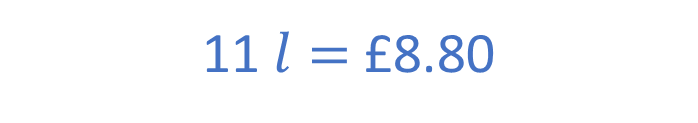 11 l = £8.80